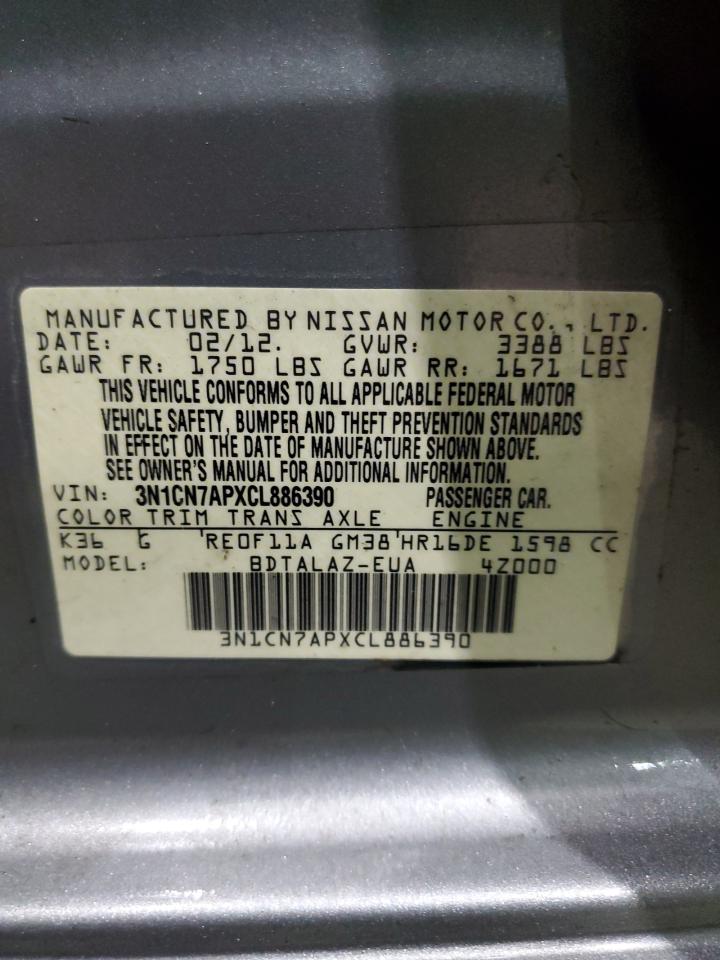 MANUFACTURED BY NISSAN MOTOR CO., LTD.
DATE: 02/12. GVWR: 3388 LBS
GAWR FR: 1750 LBS GAWR RR: 1671 LBS
THIS VEHICLE CONFORMS TO ALL APPLICABLE FEDERAL MOTOR
VEHICLE SAFETY, BUMPER AND THEFT PREVENTION STANDARDS
IN EFFECT ON THE DATE OF MANUFACTURE SHOWN ABOVE.
SEE OWNER'S MANUAL FOR ADDITIONAL INFORMATION.
VIN: 3N1CN7APXCL886390 PASSENGER CAR.
COLOR TRIM TRANS AXLE ENGINE
K36 G RE0F11A GM38 HR16DE 1598 CC
MODEL: BDTALAZ-EUA 4Z000
3N1CN7APXCL886390